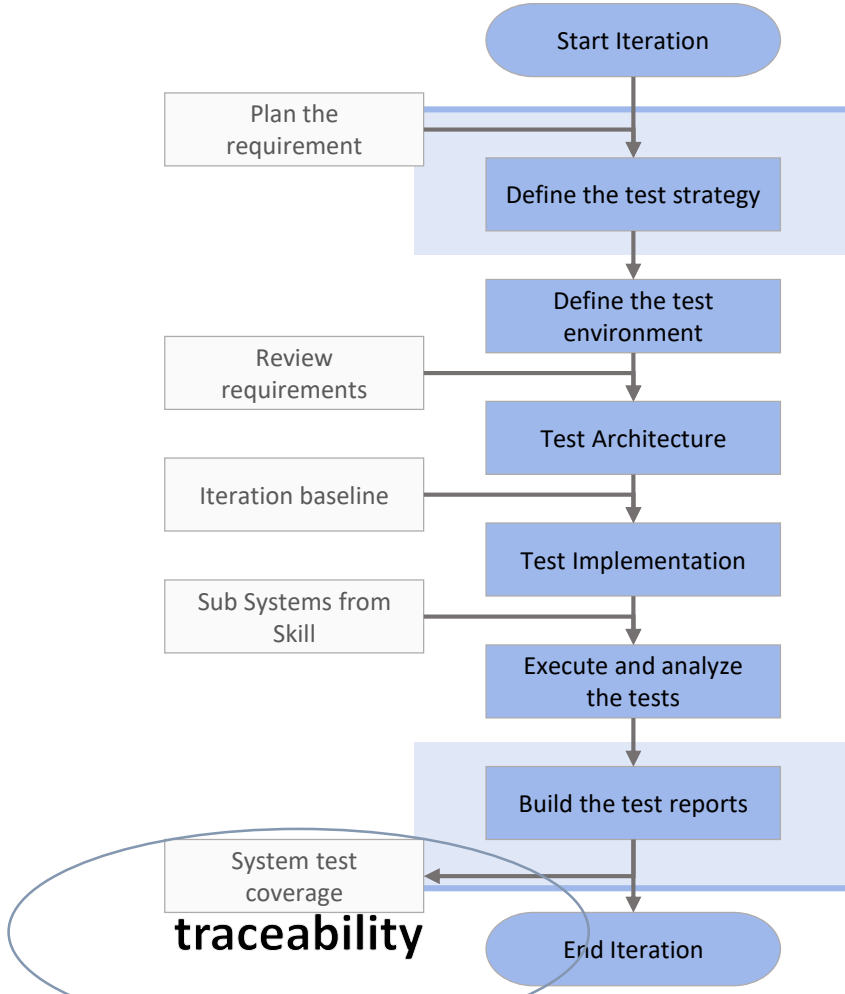 Start Iteration
Plan the
requirement
Define the test strategy
Define the test
environment
Review
requirements
Test Architecture
Iteration baseline
Test Implementation
Sub Systems from
Skill
Execute and analyze
the tests
Build the test reports
System test
coverage
traceability
End Iteration